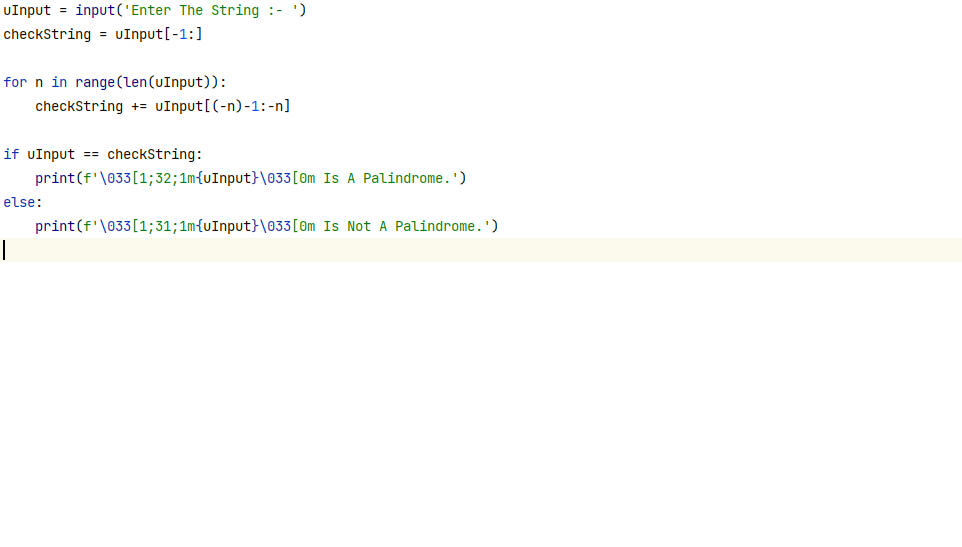 uInput = input('Enter The String :- ')
checkString = uInput[-1:]
for n in range(len(uInput)):
    checkString += uInput[(-n)-1:-n]
if uInput == checkString:
    print(f'\033[1;32;1m{uInput}\033[0m Is A Palindrome.')
else:
    print(f'\033[1;31;1m{uInput}\033[0m Is Not A Palindrome.')